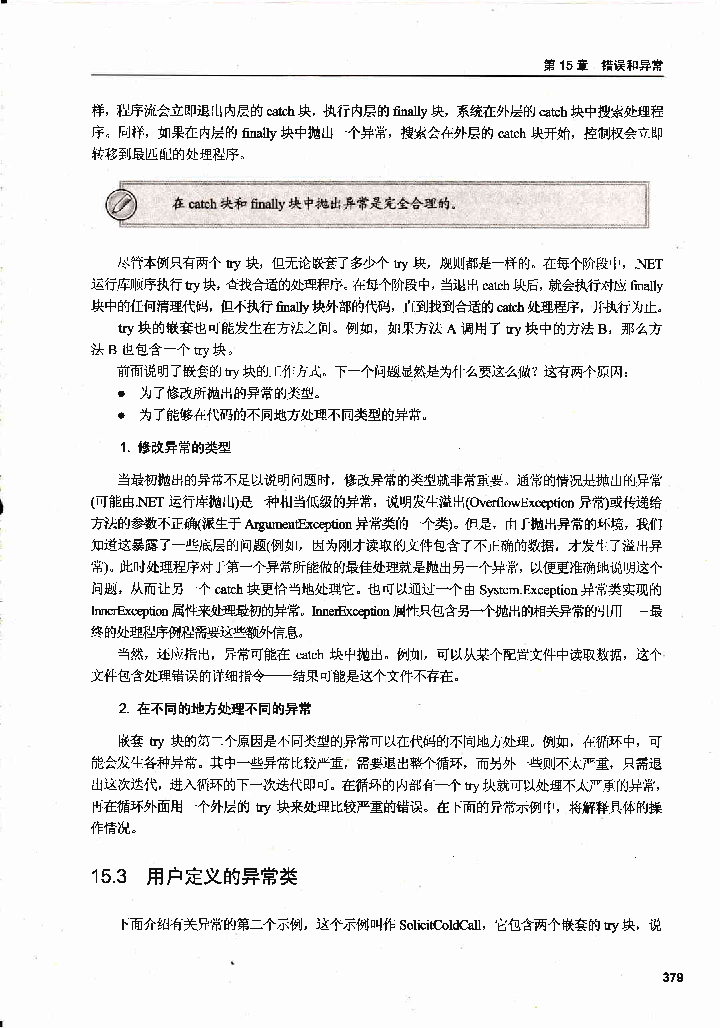 第 15 章 错误和异常
样，程序流会立即退出内层的 catch 块，执行内层的 finally 块，系统在外层的 catch 块中搜索处理程
序。同样，如果在内层的 finally 块中抛出一个异常，搜索会在外层的 catch 块开始，控制权会立即
转移到最匹配的处理程序。
在 catch 块和 finally 块中抛出异常是完全合理的。
尽管本例只有两个 try 块，但无论嵌套了多少个 try 块，规则都是一样的。在每个阶段中，.NET
运行库顺序执行 try 块，查找合适的处理程序。在每个阶段中，当退出 catch 块后，就会执行对应 finally
块中的任何清理代码，但不执行 finally 块外部的代码，直到找到合适的 catch 处理程序，并执行为止。
try 块的嵌套也可能发生在方法之间。例如，如果方法 A 调用了 try 块中的方法 B，那么方
法 B 也包含一个 try 块。
前面说明了嵌套的 try 块的工作方式。下一个问题显然是为什么要这么做？这有两个原因：
● 为了修改所抛出的异常的类型。
● 为了能够在代码的不同地方处理不同类型的异常。
1. 修改异常的类型
当最初抛出的异常不足以说明问题时，修改异常的类型就非常重要。通常的情况是抛出的异常
(可能由.NET 运行库抛出)是一种相当低级的异常，说明发生溢出(OverflowException 异常)或传递给
方法的参数不正确(派生于 ArgumentException 异常类的一个类)。但是，由于抛出异常的环境，我们
知道这暴露了一些底层的问题(例如，因为刚才读取的文件包含了不正确的数据，才发生了溢出异
常)。此时处理程序对于第一个异常所能做的最佳处理就是抛出另一个异常，以便更准确地说明这个
问题，从而让另一个 catch 块更恰当地处理它。也可以通过一个由 System.Exception 异常类实现的
InnerException 属性来处理最初的异常。InnerException 属性只包含另一个抛出的相关异常的引用——最
终的处理程序例程需要这些额外信息。
当然，还应指出，异常可能在 catch 块中抛出。例如，可以从某个配置文件中读取数据，这个
文件包含处理错误的详细指令——结果可能是这个文件不存在。
2. 在不同的地方处理不同的异常
嵌套 try 块的第二个原因是不同类型的异常可以在代码的不同地方处理。例如，在循环中，可
能会发生各种异常。其中一些异常比较严重，需要退出整个循环，而另外一些则不太严重，只需退
出这次迭代，进入循环的下一次迭代即可。在循环的内部有一个 try 块就可以处理不太严重的异常，
再在循环外面用一个外层的 try 块来处理比较严重的错误。在下面的异常示例中，将解释具体的操
作情况。
15.3 用户定义的异常类
下面介绍有关异常的第二个示例，这个示例叫作 SolicitColdCall，它包含两个嵌套的 try 块，说
379